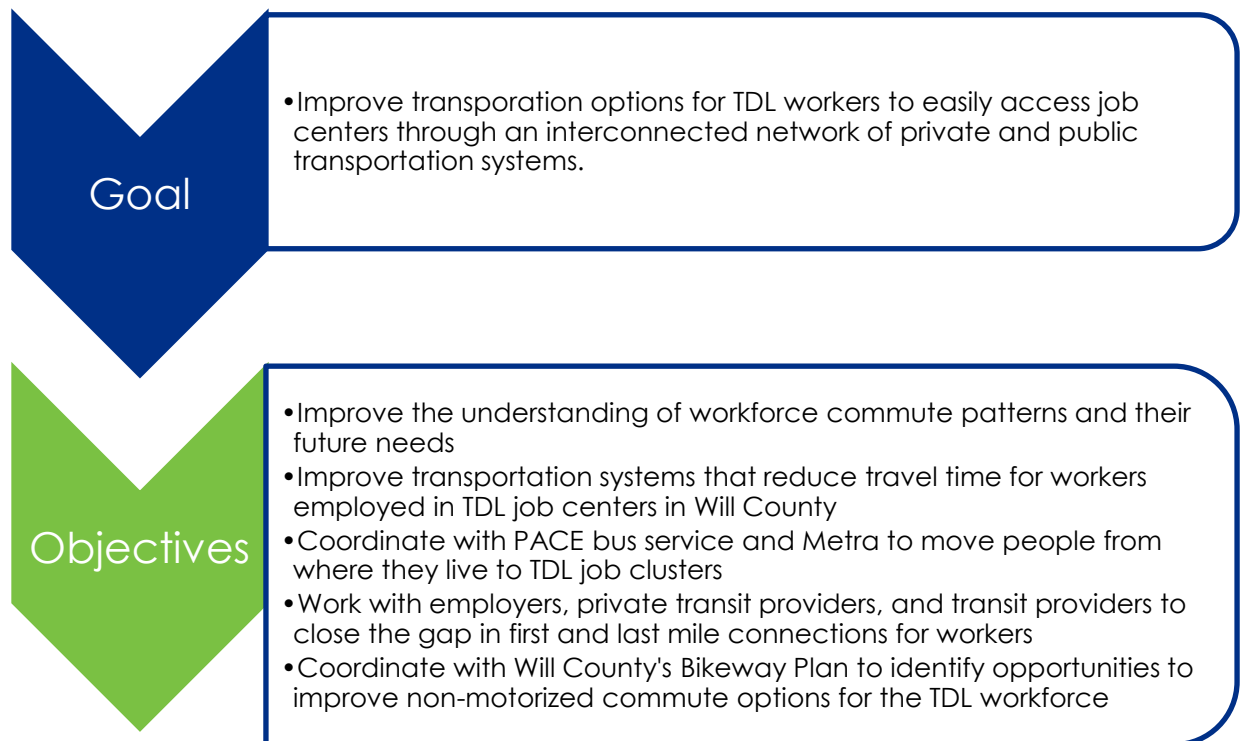 Goal
•Improve transporation options for TDL workers to easily access job
centers through an interconnected network of private and public
transportation systems.
Objectives
•Improve the understanding of workforce commute patterns and their
future needs
•Improve transportation systems that reduce travel time for workers
employed in TDL job centers in Will County
•Coordinate with PACE bus service and Metra to move people from
where they live to TDL job clusters
•Work with employers, private transit providers, and transit providers to
close the gap in first and last mile connections for workers
•Coordinate with Will County's Bikeway Plan to identify opportunities to
improve non-motorized commute options for the TDL workforce